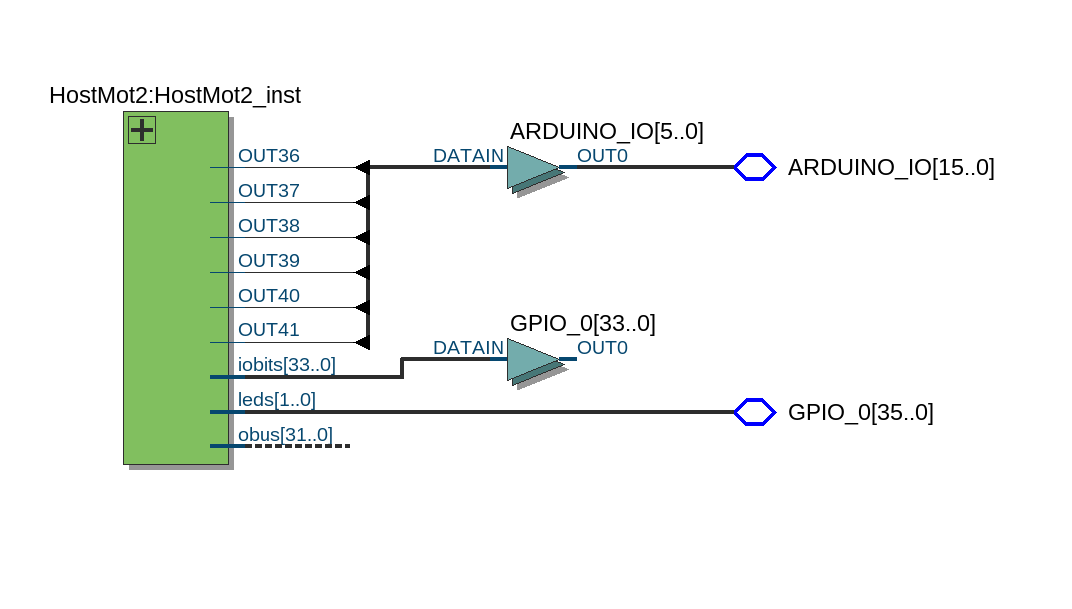 HostMot2:HostMot2_inst
ARDUINO_IO[5..0]
OUT36
DATAIN
OUT0
ARDUINO_IO[15..0]
OUT37
OUT38
OUT39
OUT40
GPIO_0[33..0]
OUT41
DATAIN
OUT0
iobits[33..0]
leds[1..0]
GPIO_0[35..0]
obus[31..0]